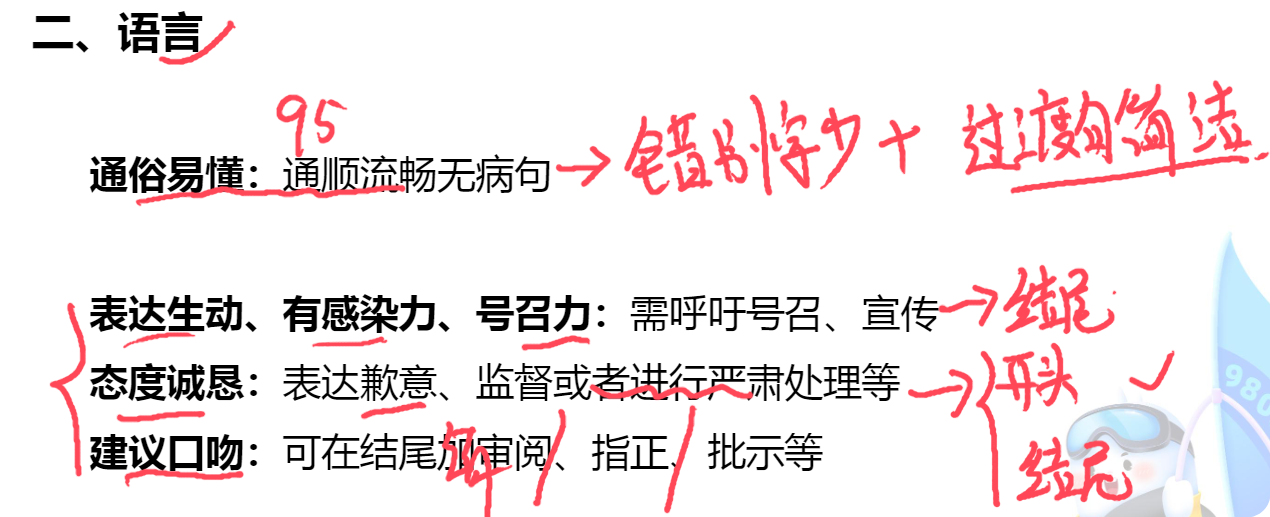 二、语言
95
通俗易懂：通顺流畅无病句→错别字少+过渡句简洁.
表达生动、有感染力、号召力：需呼吁号召、宣传→结尾
态度诚恳：表达歉意、监督或者进行严肃处理等→开头
建议口吻：可在结尾加审阅、指正、批示等 结尾
980